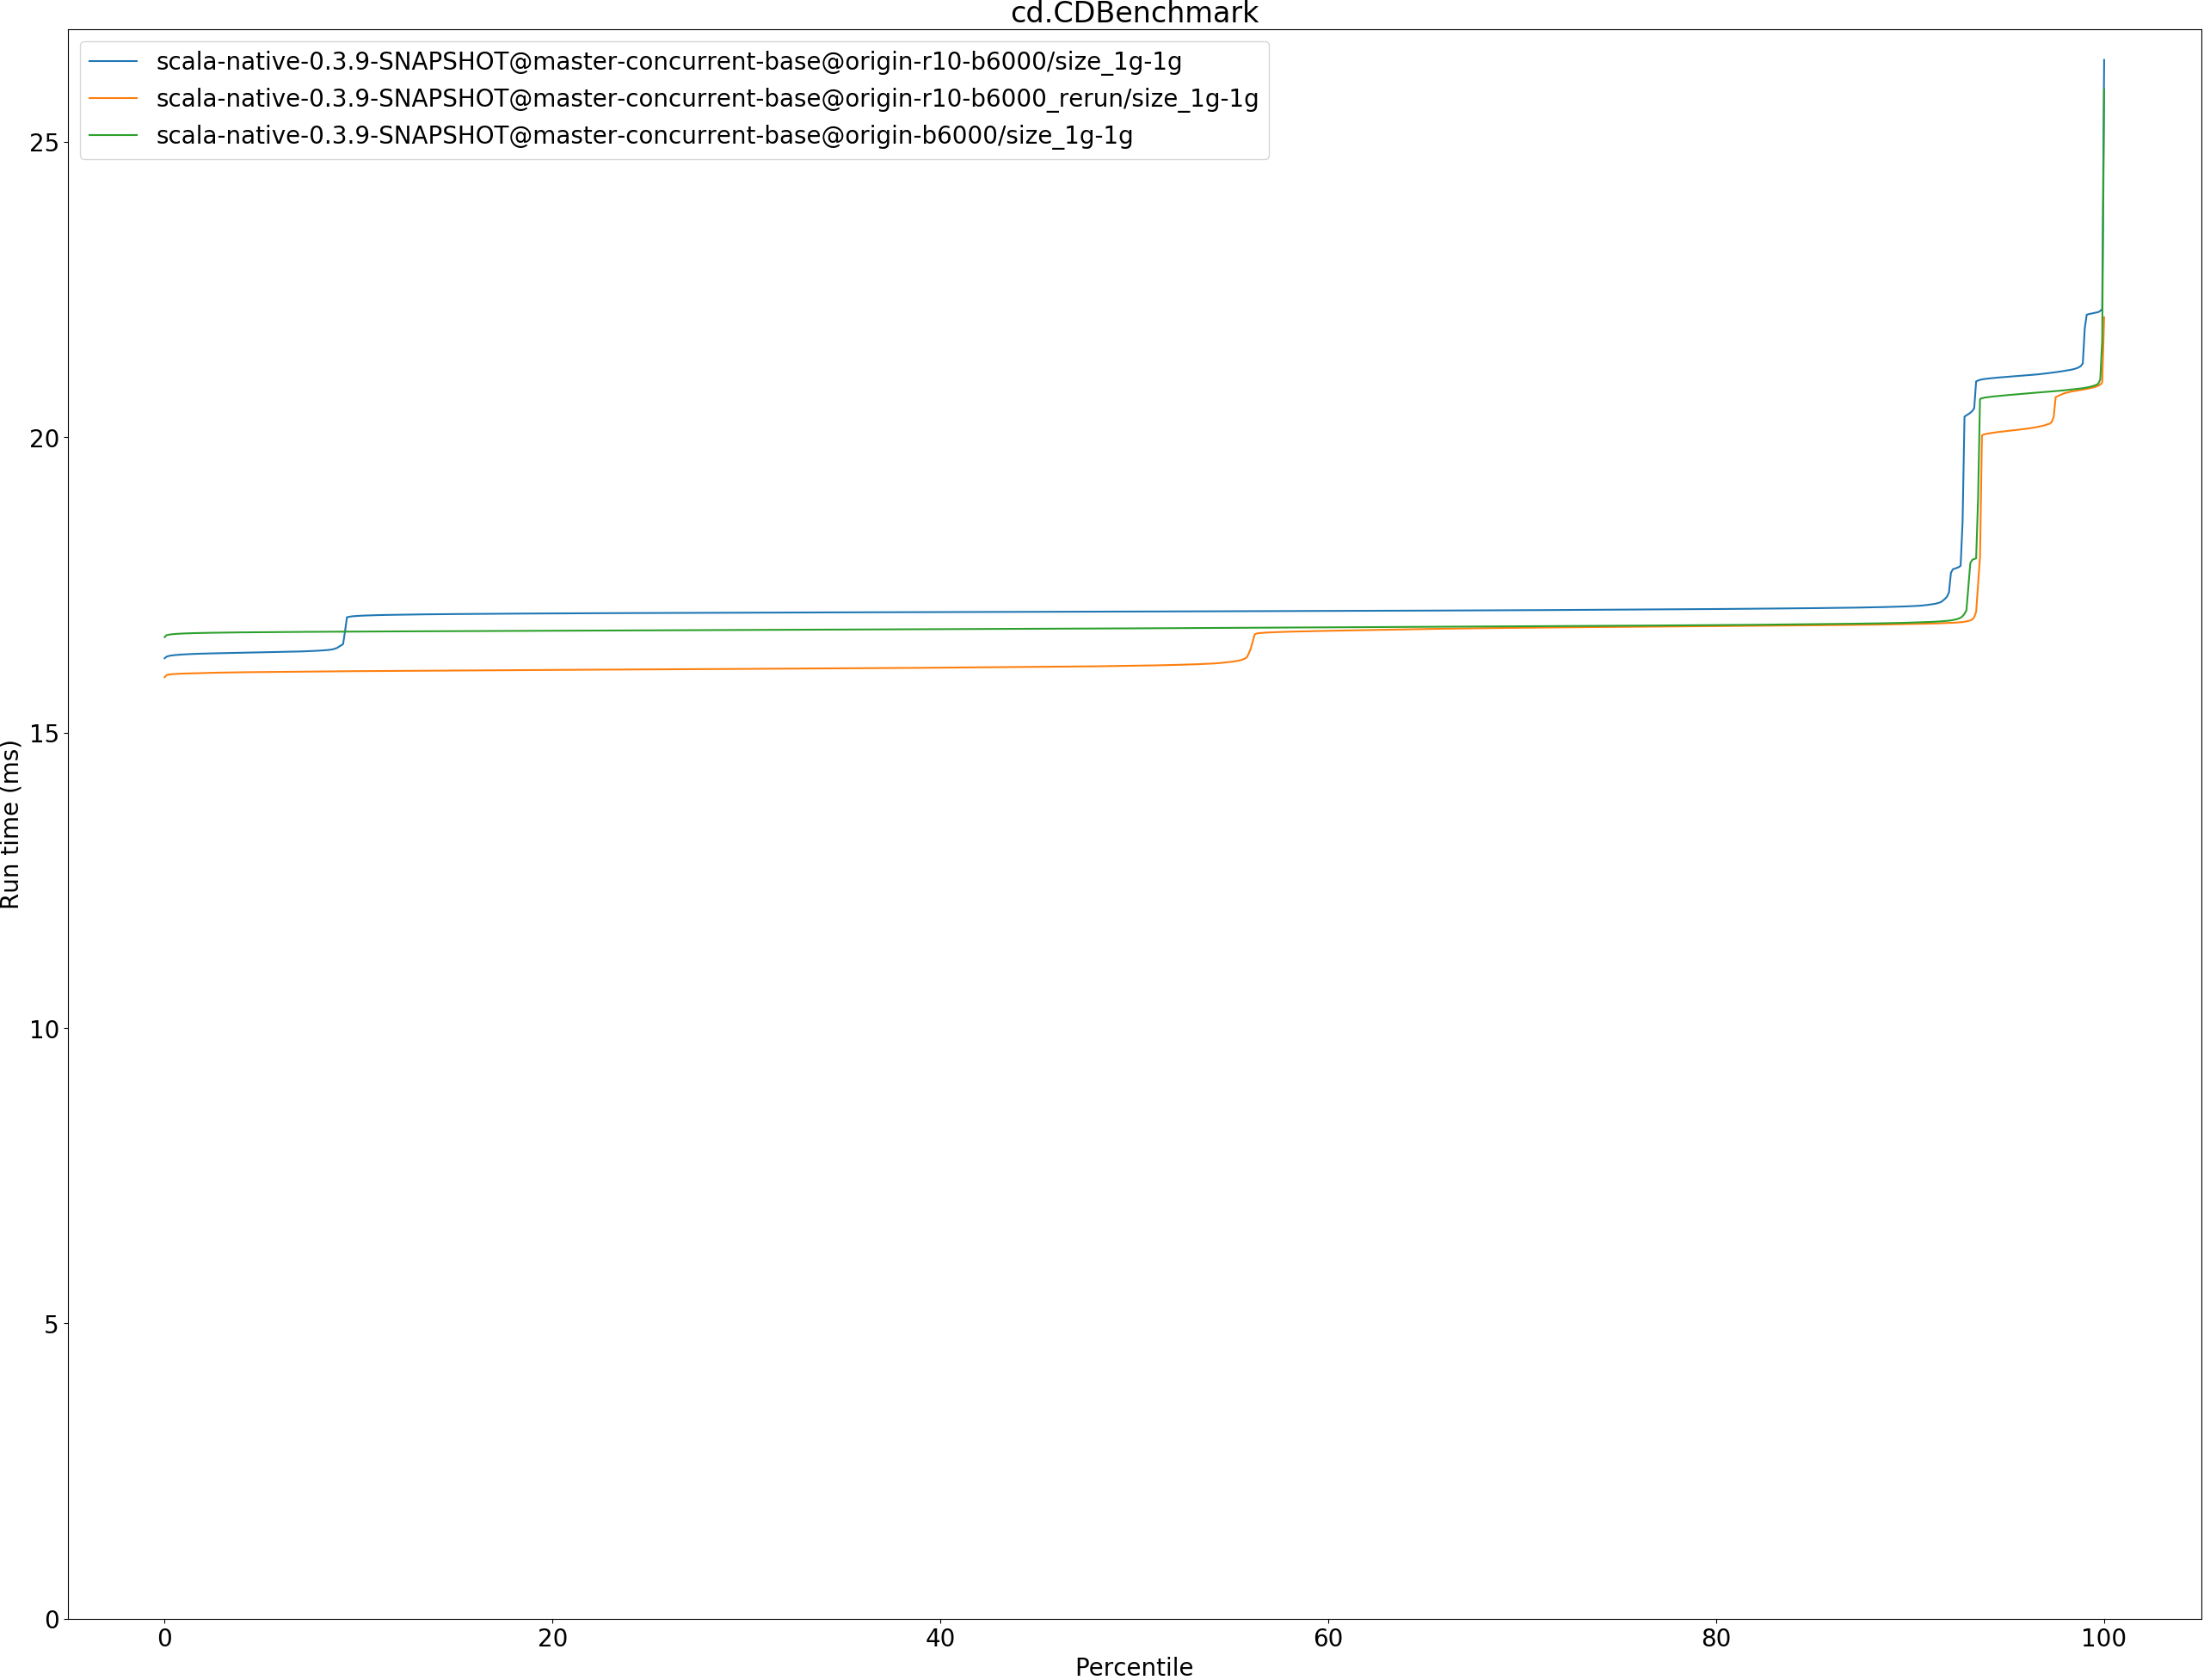 cd.CDBenchmark
scala-native-0.3.9-SNAPSHOT@master-concurrent-base@origin-r10-b6000/size_1g-1g
scala-native-0.3.9-SNAPSHOT@master-concurrent-base@origin-r10-b6000_rerun/size_1g-1g
scala-native-0.3.9-SNAPSHOT@master-concurrent-base@origin-b6000/size_1g-1g
25
20
15
10
5
0
Run time (ms)
0 20 40 60 80 100
Percentile